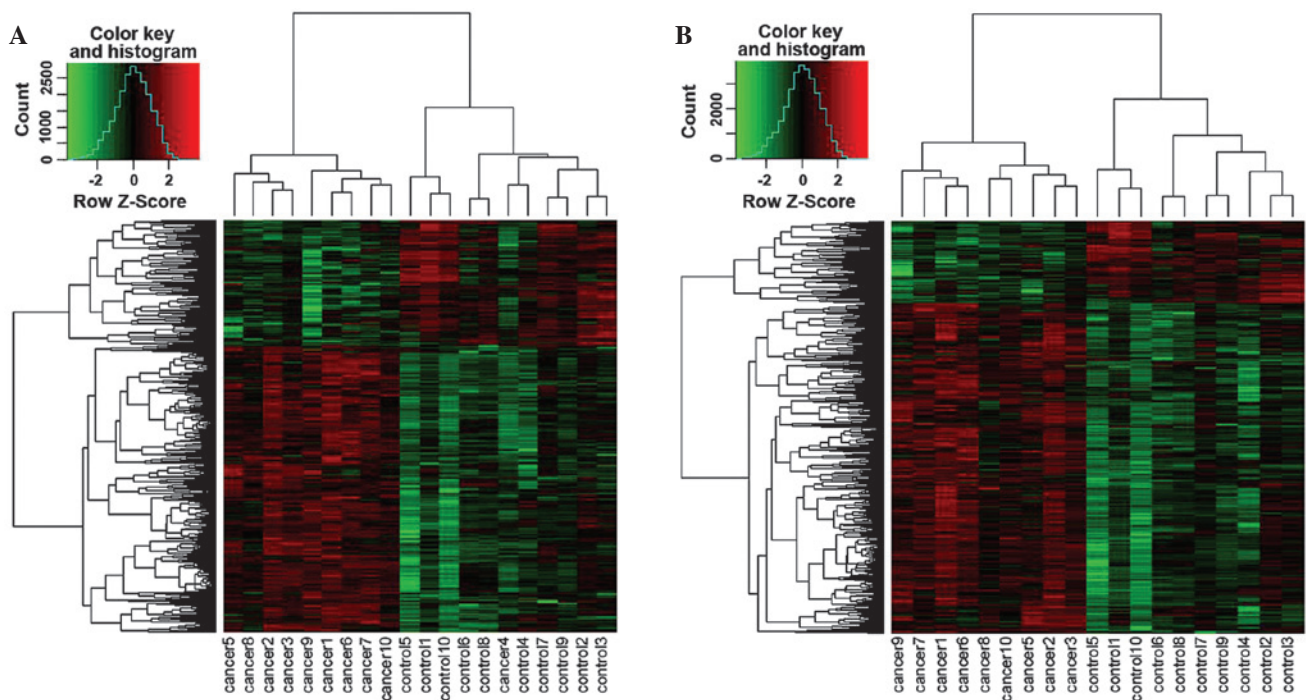 A
Color key
and histogram
Count
0
1000
2500
-2 0 2
Row Z-Score
cancer5
cancer8
cancer2
cancer3
cancer9
cancer1
cancer6
cancer7
cancer10
control5
control1
control10
control6
control8
cancer4
control4
control7
control9
control2
control3
B
Color key
and histogram
Count
0
2000
-2 0 2
Row Z-Score
cancer9
cancer7
cancer1
cancer6
cancer8
cancer10
cancer5
cancer2
cancer3
control5
control1
control10
control6
control8
control7
control9
control4
control2
control3